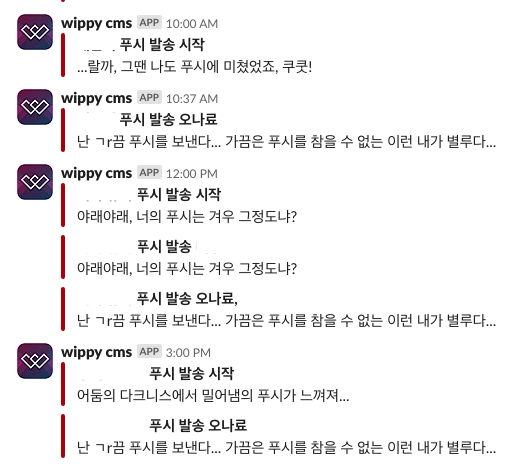 wippy cms APP 10:00 AM
푸시 발송 시작
...랄까, 그땐 나도 푸시에 미쳤었죠, 쿠쿳!
wippy cms APP 10:37 AM
푸시 발송 오나료
난 ㄱr끔 푸시를 보낸다... 가끔은 푸시를 참을 수 없는 이런 내가 별루다...
wippy cms APP 12:00 PM
푸시 발송 시작
야래야래, 너의 푸시는 겨우 그정도냐?
푸시 발송
야래야래, 너의 푸시는 겨우 그정도냐?
푸시 발송 오나료,
난 ㄱr끔 푸시를 보낸다... 가끔은 푸시를 참을 수 없는 이런 내가 별루다...
wippy cms APP 3:00 PM
푸시 발송 시작
어둠의 다크니스에서 밀어냄의 푸시가 느껴져...
푸시 발송 오나료
난 ㄱr끔 푸시를 보낸다... 가끔은 푸시를 참을 수 없는 이런 내가 별루다...